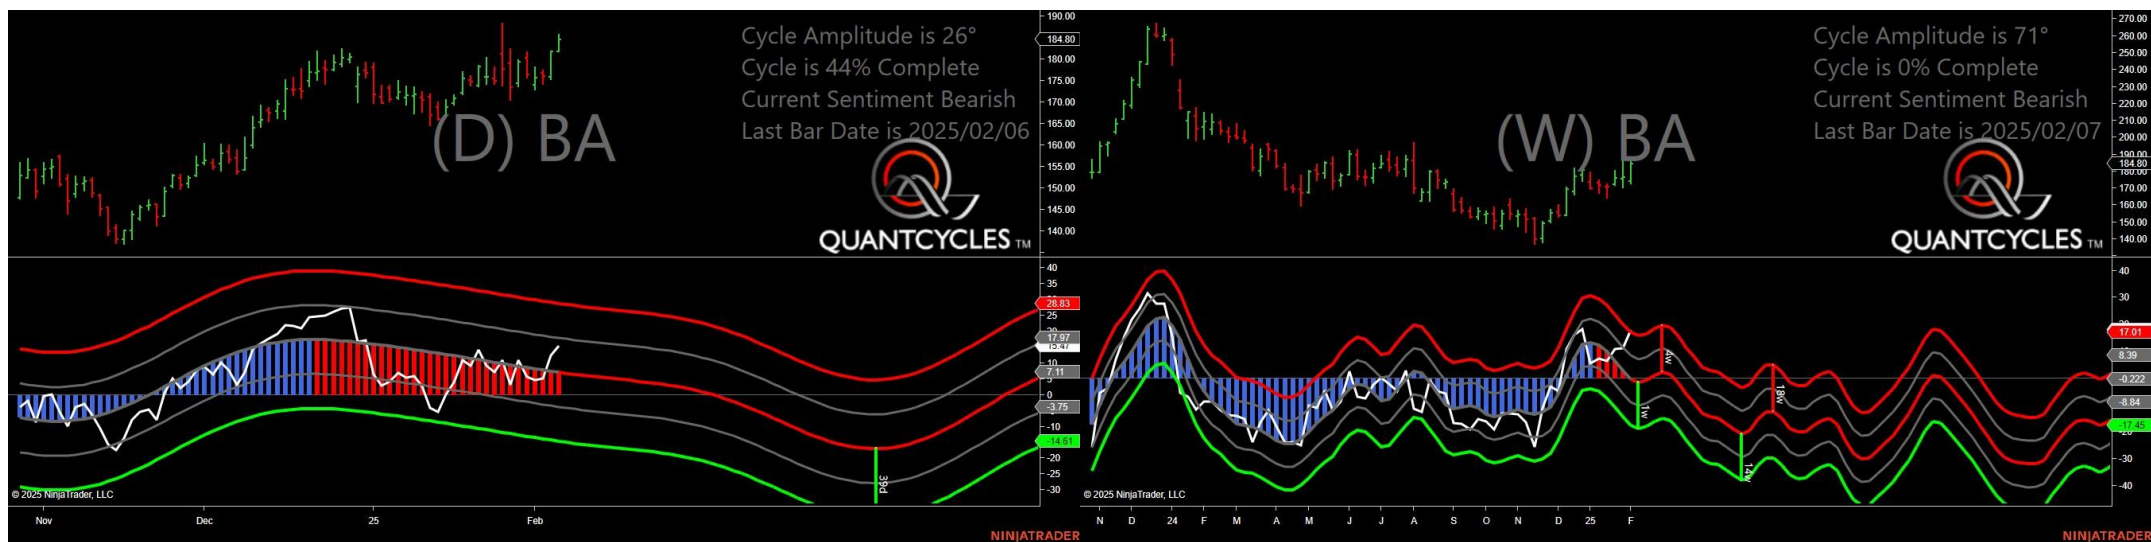 Cycle Amplitude is 26°
Cycle is 44% Complete
Current Sentiment Bearish
Last Bar Date is 2025/02/06
(D) BA
QUANTCYCLES TM
190.00
184.80
180.00
175.00
170.00
165.00
160.00
155.00
150.00
145.00
140.00
40
35
28.83
17.97
15.47
10
7.11
0
-3.75
-10
-14.61
-20
-25
-30
39d
© 2025 NinjaTrader, LLC
Nov Dec 25 Feb
NINJATRADER
Cycle Amplitude is 71°
Cycle is 0% Complete
Current Sentiment Bearish
Last Bar Date is 2025/02/07
(W) BA
QUANTCYCLES TM
270.00
260.00
250.00
240.00
230.00
220.00
210.00
200.00
190.00
184.80
180.00
170.00
160.00
150.00
140.00
40
30
17.01
8.39
-0.222
-8.84
-17.45
-30
-40
4w
1w
14w
18w
© 2025 NinjaTrader, LLC
N D 24 F M A M J J A S O N D 25 F
NINJATRADER